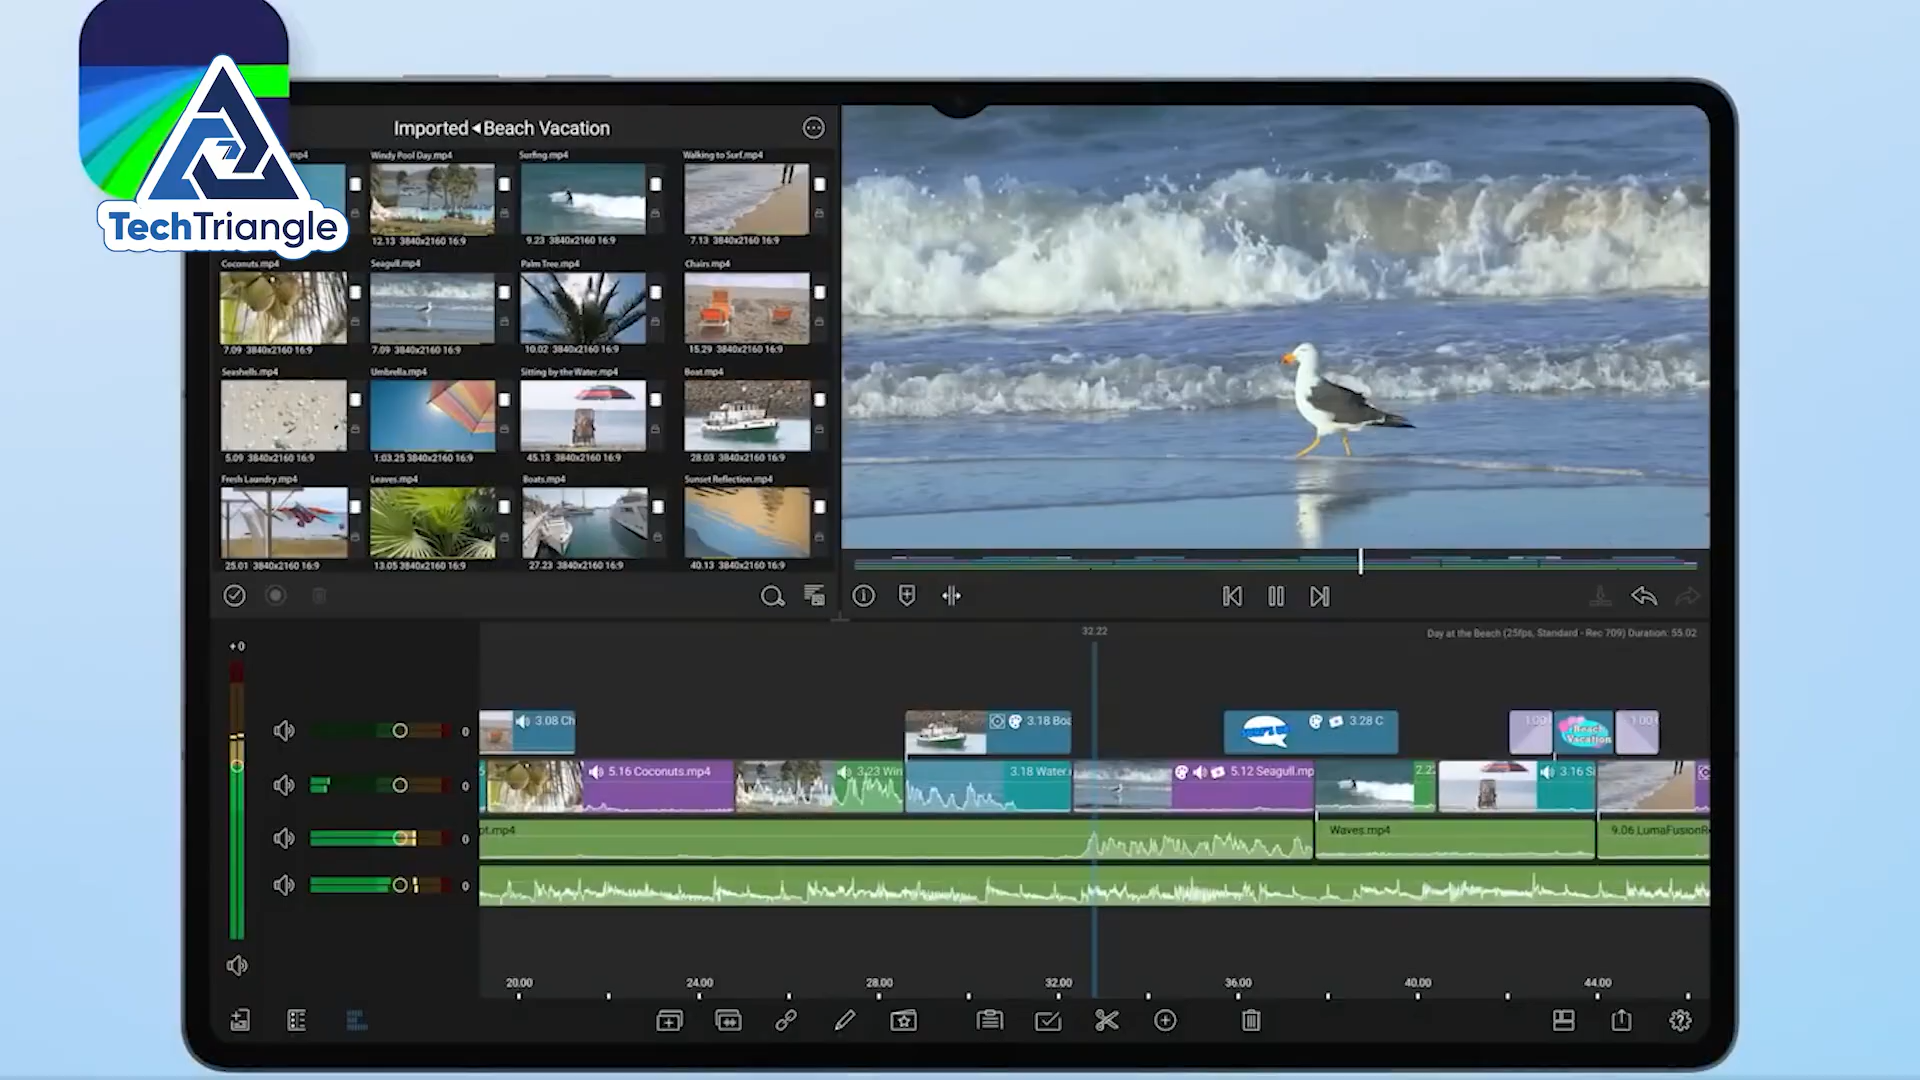 TechTriangle
Imported ◂ Beach Vacation
mp4
Windy Pool Day.mp4
Surfing.mp4
Walking to Surf.mp4
12.13 3840x2160 16:9
9.23 3840x2160 16:9
7.13 3840x2160 16:9
Coconuts.mp4
Seagull.mp4
Palm Tree.mp4
Chairs.mp4
7.09 3840x2160 16:9
7.09 3840x2160 16:9
10.02 3840x2160 16:9
15.29 3840x2160 16:9
Seashells.mp4
Umbrella.mp4
Sitting by the Water.mp4
Boat.mp4
5.09 3840x2160 16:9
1:03.25 3840x2160 16:9
45.13 3840x2160 16:9
28.03 3840x2160 16:9
Fresh Laundry.mp4
Leaves.mp4
Boats.mp4
Sunset Reflection.mp4
25.01 3840x2160 16:9
13.05 3840x2160 16:9
27.23 3840x2160 16:9
40.13 3840x2160 16:9
+0
32.22
Day at the Beach (25fps, Standard - Rec 709) Duration: 55.02
0
3.08 Ch
3.18 Boa
3.28 C
1.00
Beach Vacation
1.00
0
5.16 Coconuts.mp4
3.23 Win
3.18 Water.
5.12 Seagull.mp
2.2
3.16 Si
0
pt.mp4
Waves.mp4
9.06 LumaFusionR
0
20.00
24.00
28.00
32.00
36.00
40.00
44.00